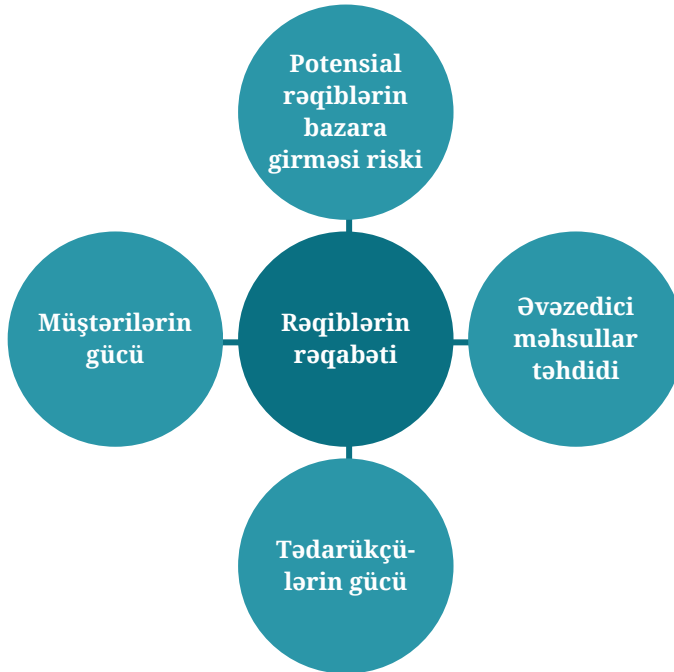 Potensial
rəqiblərin
bazara
girməsi riski
Müştərilərin
gücü
Rəqiblərin
rəqabəti
Əvəzedici
məhsullar
təhdidi
Tədarükçü-
lərin gücü